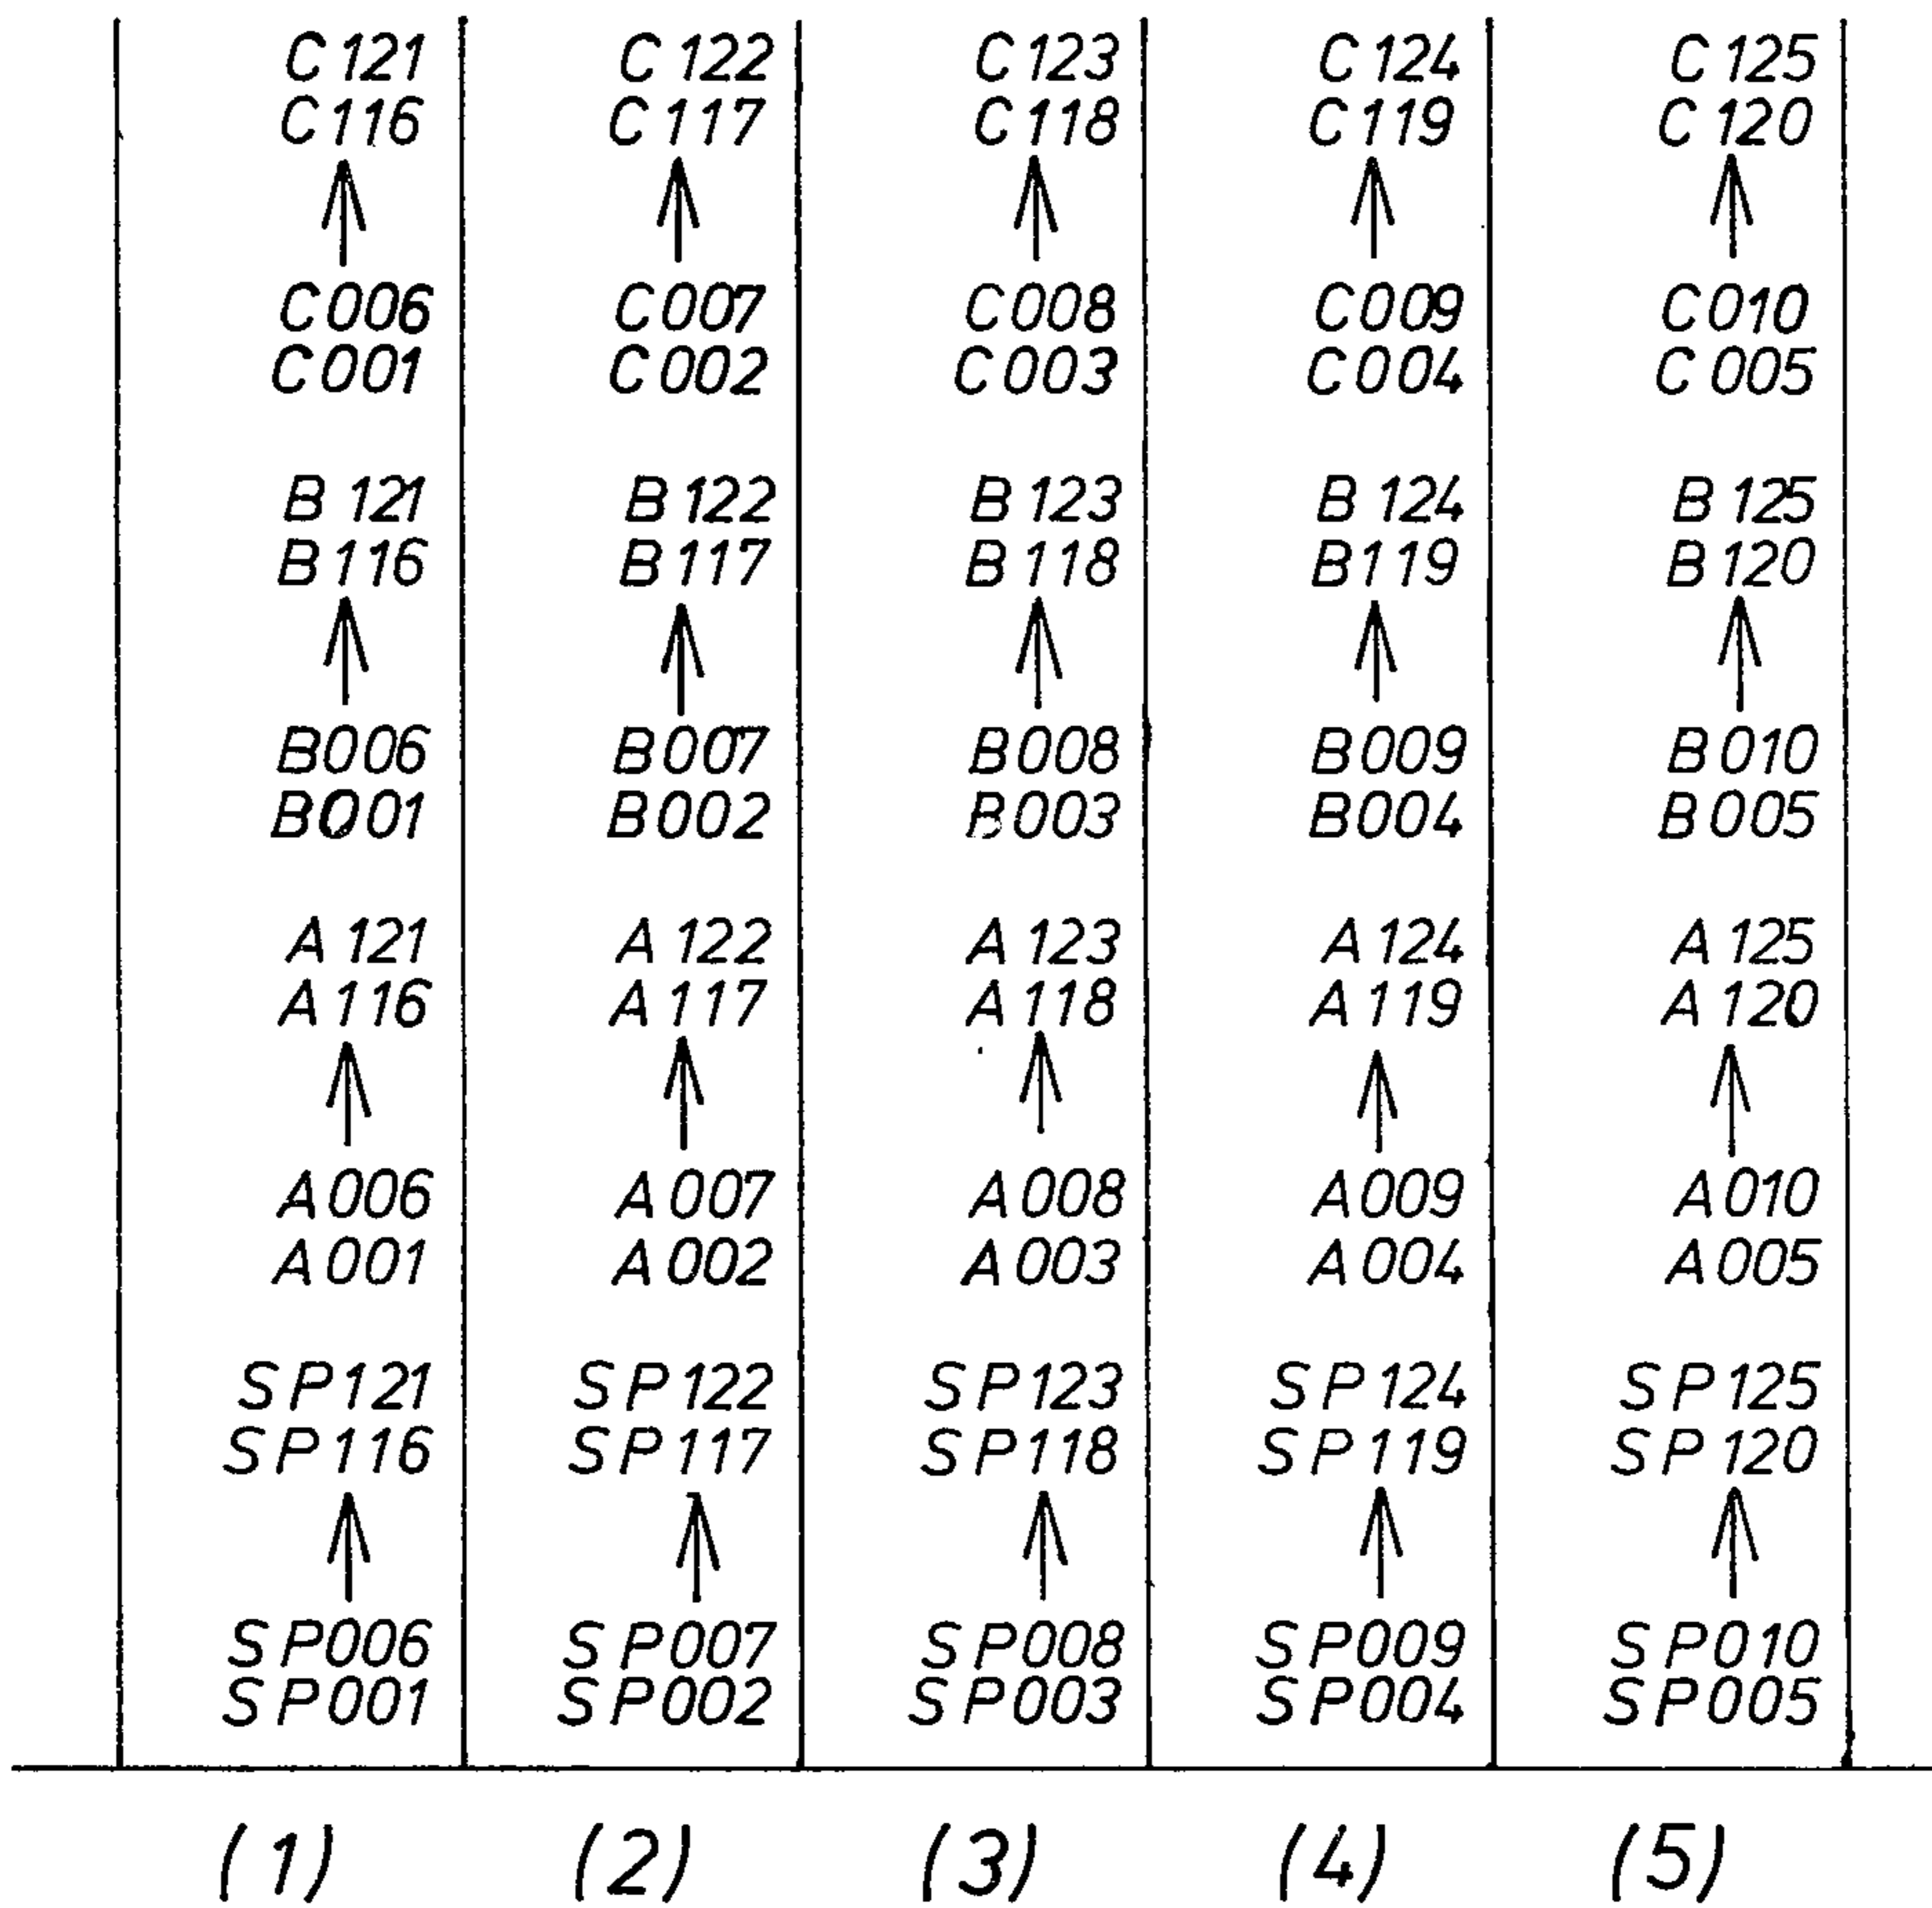 C121 C122 C123 C124 C125
C116 C117 C118 C119 C120
C006 C007 C008 C009 C010
C001 C002 C003 C004 C005
B121 B122 B123 B124 B125
B116 B117 B118 B119 B120
B006 B007 B008 B009 B010
B001 B002 B003 B004 B005
A121 A122 A123 A124 A125
A116 A117 A118 A119 A120
A006 A007 A008 A009 A010
A001 A002 A003 A004 A005
SP121 SP122 SP123 SP124 SP125
SP116 SP117 SP118 SP119 SP120
SP006 SP007 SP008 SP009 SP010
SP001 SP002 SP003 SP004 SP005
(1) (2) (3) (4) (5)